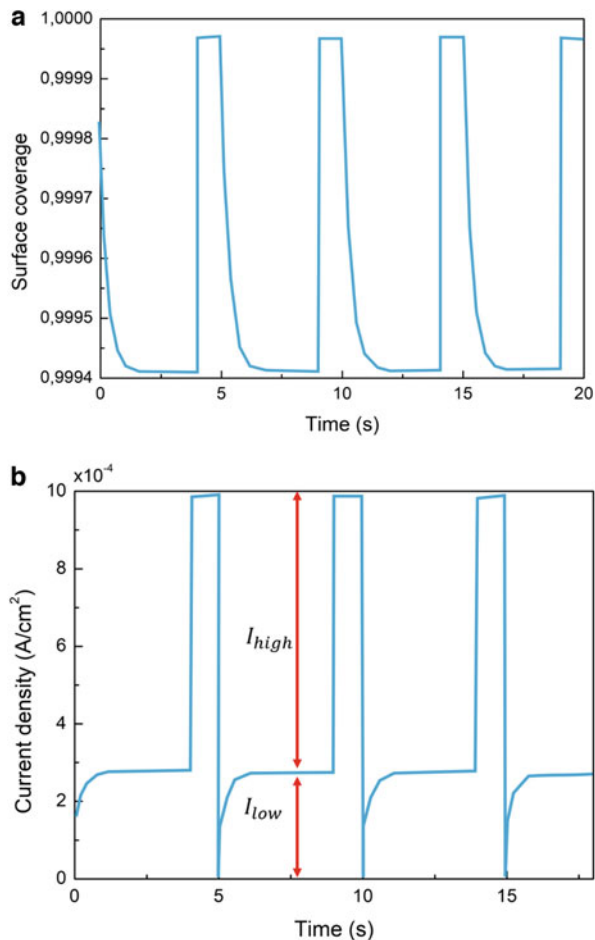 a
1,0000
0,9999
0,9998
0,9997
0,9996
0,9995
0,9994
Surface coverage
0 5 10 15 20
Time (s)
b
x10⁻⁴
10
8
6
4
2
0
Current density (A/cm²)
I_high
I_low
0 5 10 15
Time (s)